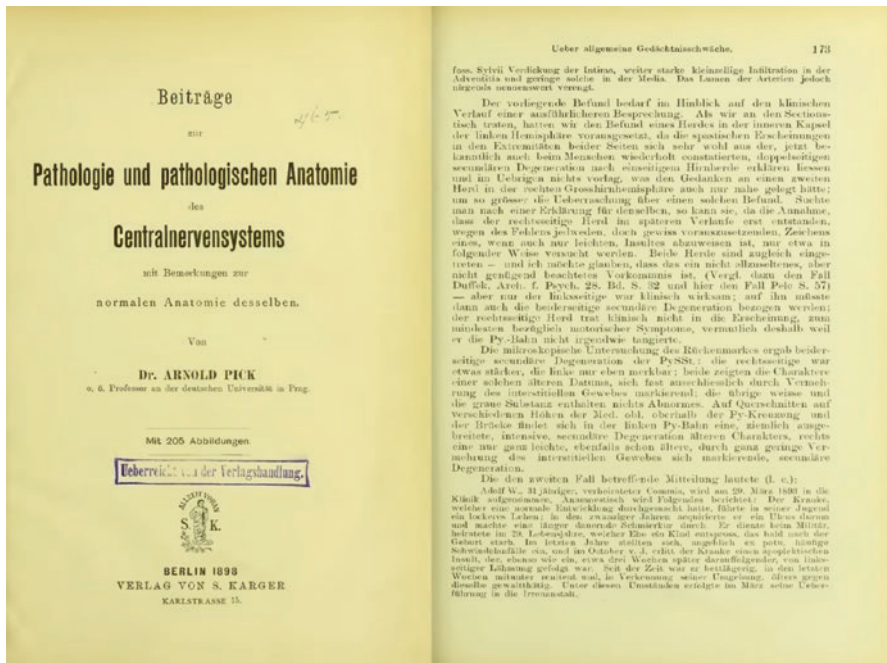 Beiträge
zur
Pathologie und pathologischen Anatomie
des
Centralnervensystems
mit Bemerkungen zur
normalen Anatomie desselben.
Von
Dr. ARNOLD PICK
o. ö. Professor an der deutschen Universität in Prag.
Mit 205 Abbildungen
Ueberreicht von der Verlagshandlung.
ALLZEIT VORAN
S. K.
BERLIN 1898
VERLAG VON S. KARGER
KARLSTRASSE 15.
Ueber allgemeine Gedächtnisschwäche. 173
foss. Sylvii Verdickung der Intima, weiter starke kleinzellige Infiltration in der
Adventitia und geringe solche in der Media. Das Lumen der Arterien jedoch
nirgends nennenswert verengt.
Der vorliegende Befund bedarf im Hinblick auf den klinischen
Verlauf einer ausführlicheren Besprechung. Als wir an den Sections-
tisch traten, hatten wir den Befund eines Herdes in der inneren Kapsel
der linken Hemisphäre vorausgesetzt, da die spastischen Erscheinungen
in den Extremitäten beider Seiten sich sehr wohl aus der, jetzt be-
kanntlich auch beim Menschen wiederholt constatierten, doppelseitigen
secundären Degeneration nach einseitigem Hirnherde erklären liessen
und im Uebrigen nichts vorlag, was den Gedanken an einen zweiten
Herd in der rechten Grosshirnhemisphäre auch nur nahe gelegt hätte;
um so grösser die Ueberraschung über einen solchen Befund. Suchte
man nach einer Erklärung für denselben, so kann sie, da die Annahme,
dass der rechtsseitige Herd im späteren Verlaufe erst entstanden,
wegen des Fehlens jedweden, doch gewiss vorauszusetzenden, Zeichens
eines, wenn auch nur leichten, Insultes abzuweisen ist, nur etwa in
folgender Weise versucht werden. Beide Herde sind zugleich einge-
treten — und ich möchte glauben, dass das ein nicht allzuseltenes, aber
nicht genügend beachtetes Vorkommnis ist, (Vergl. dazu den Fall
Duffek, Arch. f. Psych. 28. Bd. S. 32 und hier den Fall Pelc S. 57)
— aber nur der linksseitige war klinisch wirksam; auf ihn müsste
dann auch die beiderseitige secundäre Degeneration bezogen werden;
der rechtsseitige Herd trat klinisch nicht in die Erscheinung, zum
mindesten bezüglich motorischer Symptome, vermutlich deshalb weil
er die Py.-Bahn nicht irgendwie tangierte.
Die mikroskopische Untersuchung des Rückenmarkes ergab beider-
seitige secundäre Degeneration der PySSt.; die rechtsseitige war
etwas stärker, die linke nur eben merkbar; beide zeigten die Charaktere
einer solchen älteren Datums, sich fast ausschliesslich durch Vermeh-
rung des interstitiellen Gewebes markierend; die übrige weisse und
die graue Substanz enthalten nichts Abnormes. Auf Querschnitten auf
verschiedenen Höhen der Med. obl. oberhalb der Py-Kreuzung und
der Brücke findet sich in der linken Py-Bahn eine, ziemlich ausge-
breitete, intensive, secundäre Degeneration älteren Charakters, rechts
eine nur ganz leichte, ebenfalls schon ältere, durch ganz geringe Ver-
mehrung des interstitiellen Gewebes sich markierende, secundäre
Degeneration.
Die den zweiten Fall betreffende Mitteilung lautete (l. c.):
Adolf W., 31 jähriger, verheirateter Commis, wird am 29. März 1893 in die
Klinik aufgenommen, Anamnestisch wird Folgendes berichtet: Der Kranke,
welcher eine normale Entwicklung durchgemacht hatte, führte in seiner Jugend
ein lockeres Leben; in den zwanziger Jahren acquirierte er ein Ulcus durum
und machte eine länger dauernde Schmierkur durch. Er diente beim Militär,
heiratete im 29. Lebensjahre, welcher Ehe ein Kind entspross, das bald nach der
Geburt starb. Im letzten Jahre stellten sich, angeblich ex potu, häufige
Schwindelanfälle ein, und im October v. J. erlitt der Kranke einen apoplektischen
Insult, der, ebenso wie ein, etwa drei Wochen später darauffolgender, von links-
seitiger Lähmung gefolgt war. Seit der Zeit war er bettlägerig, in den letzten
Wochen mitunter renitent und, in Verkennung seiner Umgebung, öfters gegen
dieselbe gewaltthätig. Unter diesen Umständen erfolgte im März seine Ueber-
führung in die Irrenanstalt.